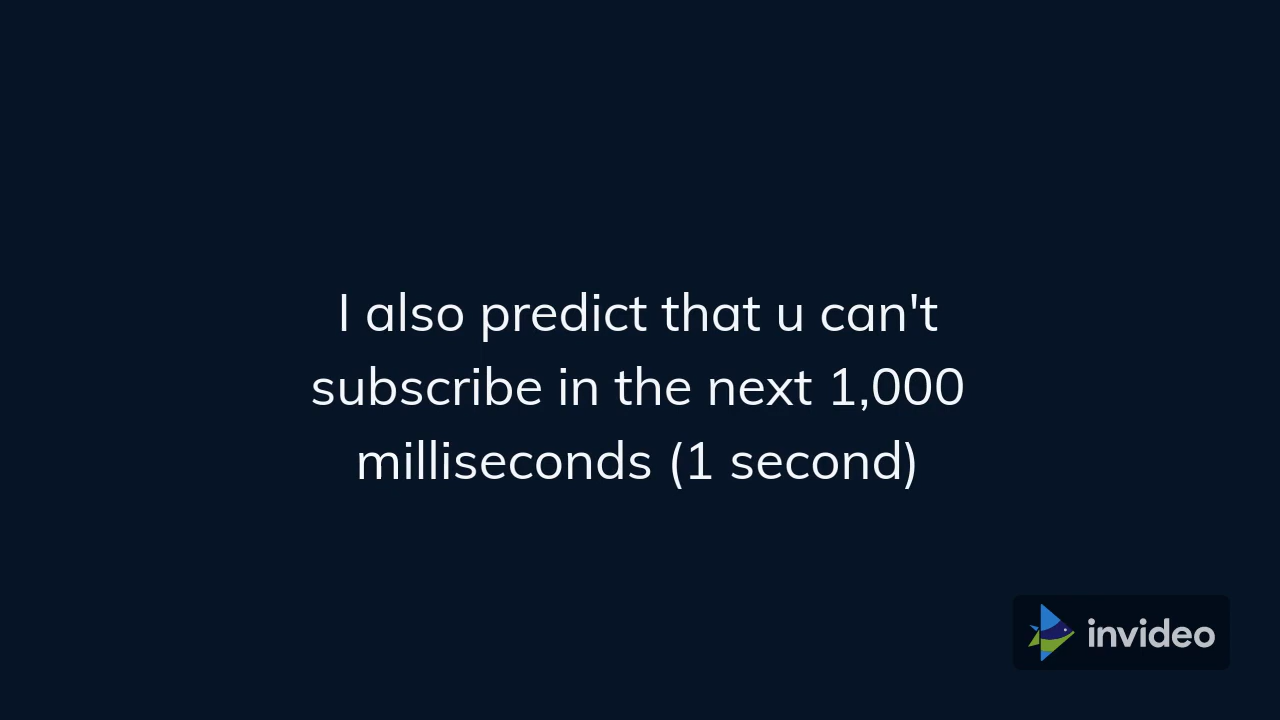 I also predict that u can't
subscribe in the next 1,000
milliseconds (1 second)
invideo